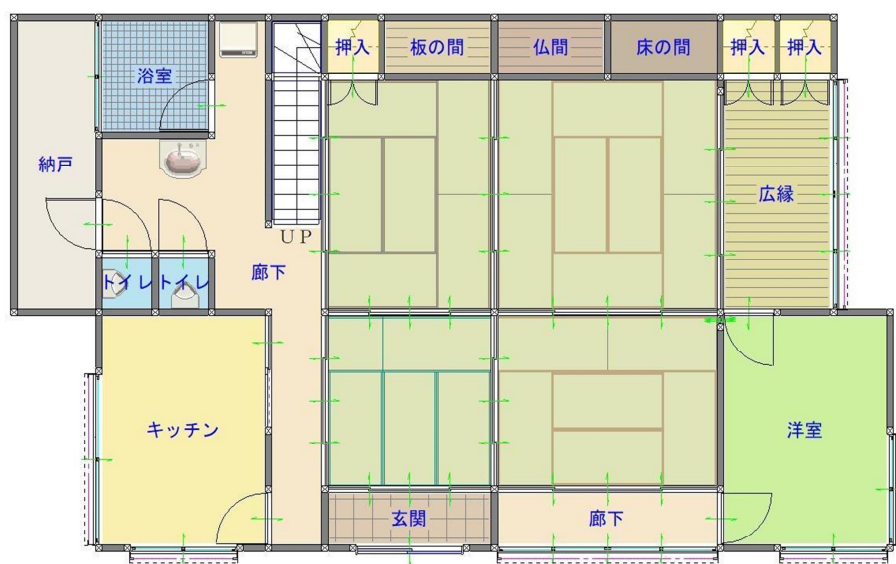 押入
板の間
仏間
床の間
押入
押入
浴室
納戸
広縁
UP
廊下
トイレ
トイレ
キッチン
洋室
玄関
廊下